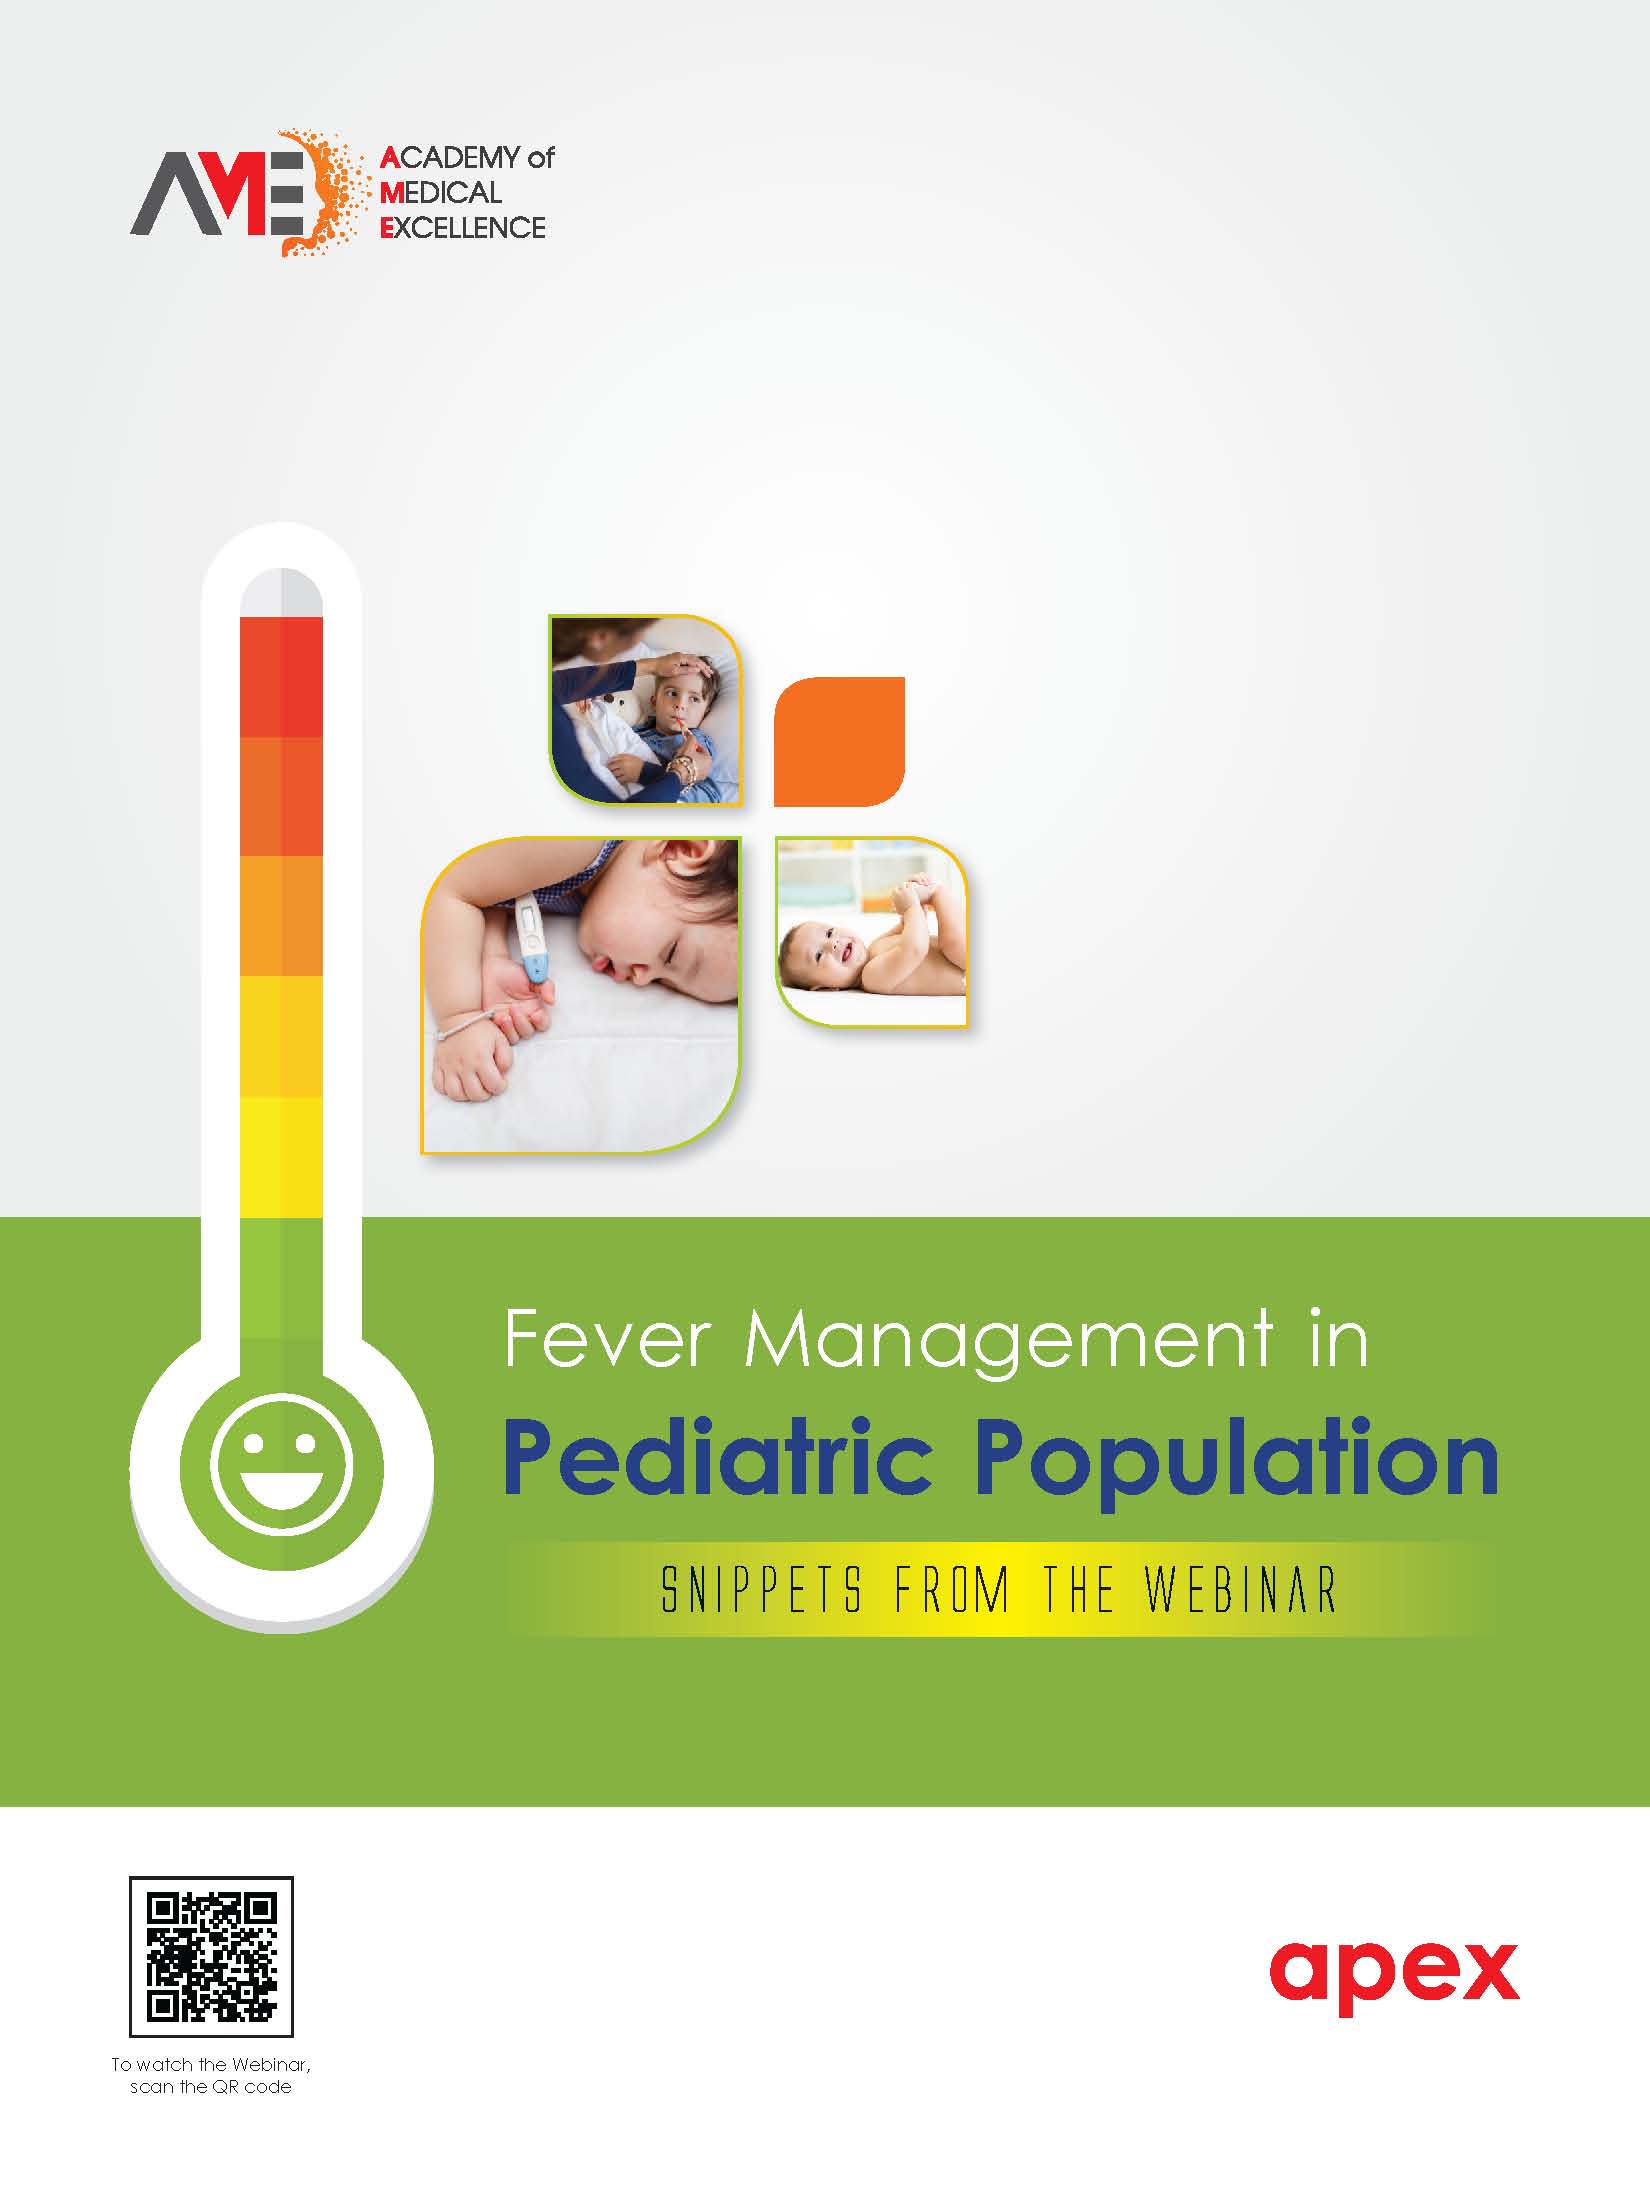 AME
ACADEMY of
MEDICAL
EXCELLENCE
Fever Management in
Pediatric Population
SNIPPETS FROM THE WEBINAR
To watch the Webinar,
scan the QR code
apex